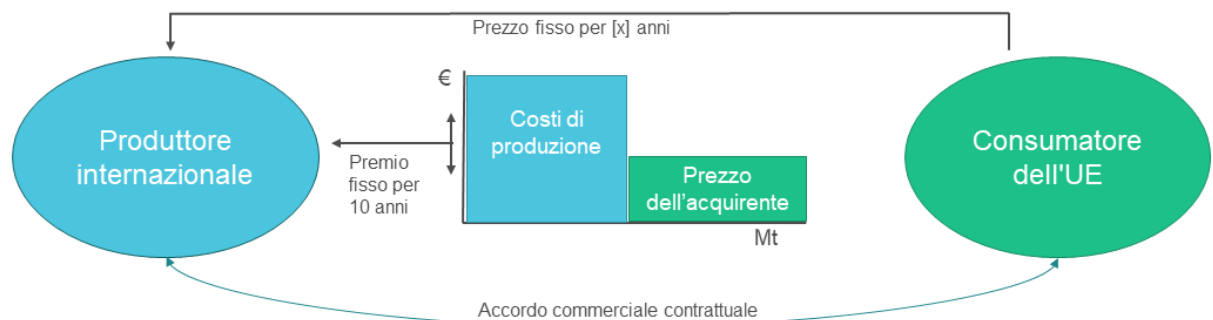 Prezzo fisso per [x] anni
€
Produttore
internazionale
Premio
fisso per
10 anni
Costi di
produzione
Prezzo
dell'acquirente
Mt
Consumatore
dell'UE
Accordo commerciale contrattuale